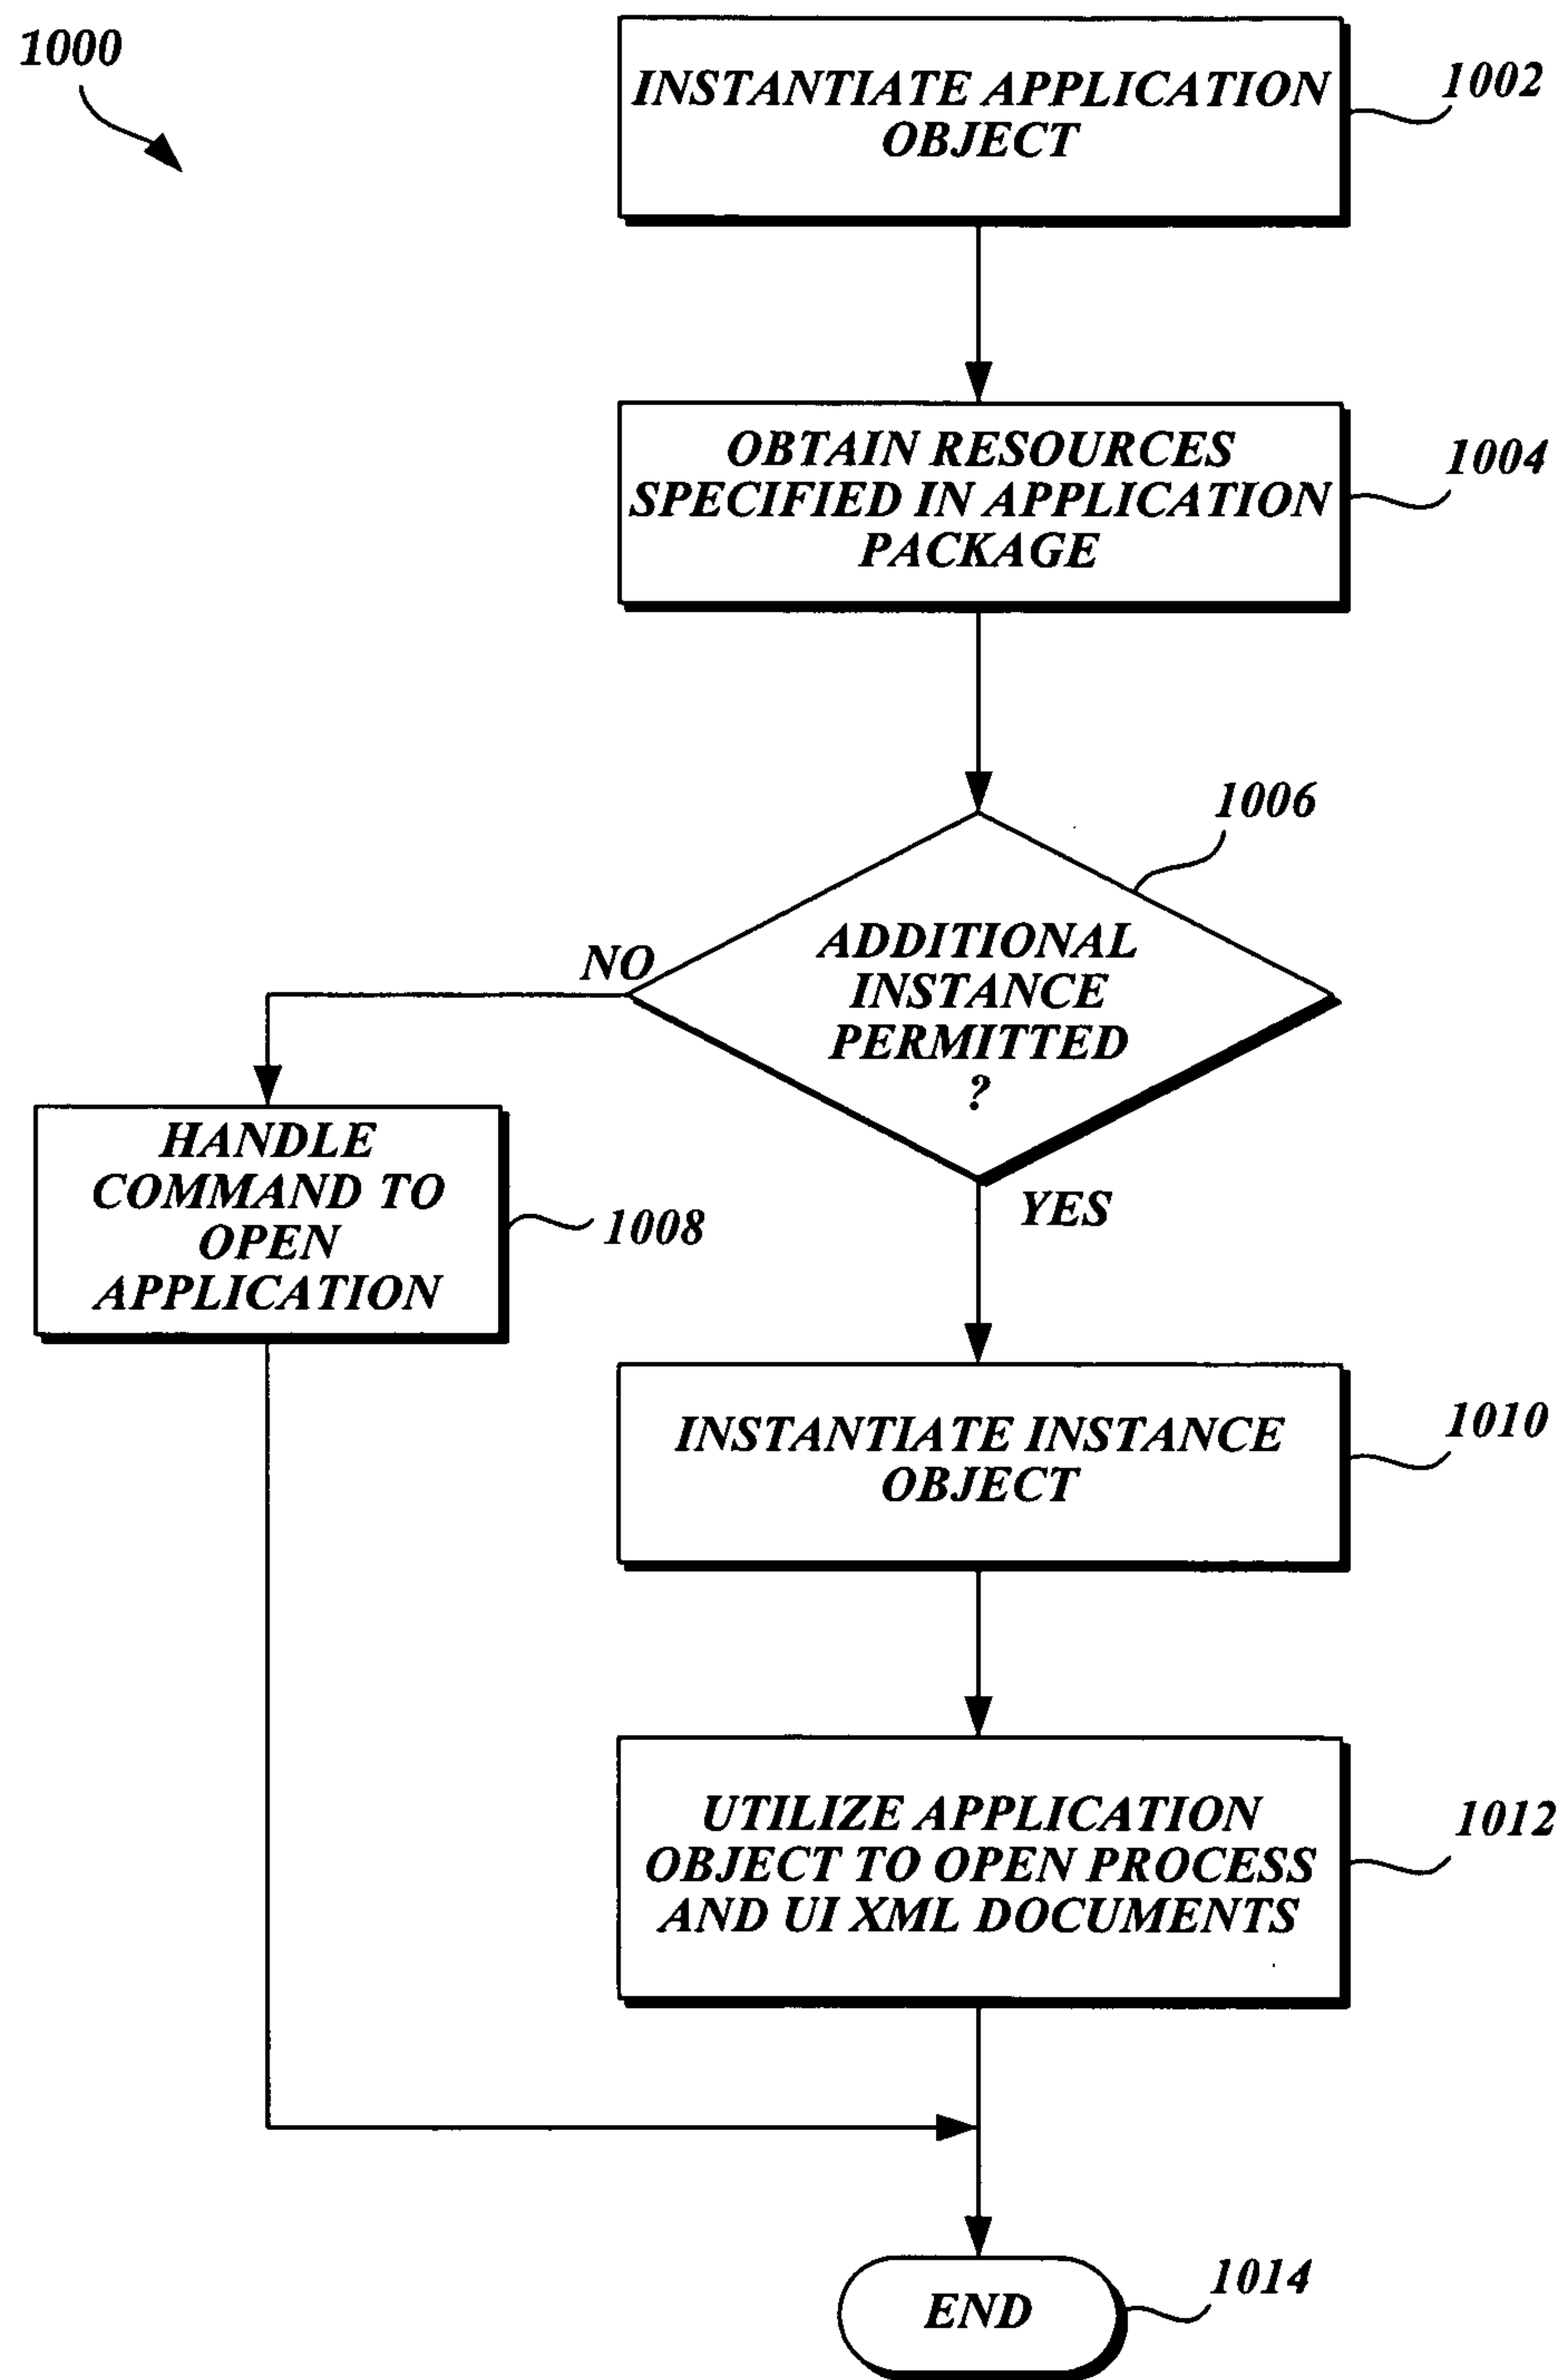 1000
INSTANTIATE APPLICATION
OBJECT
1002
OBTAIN RESOURCES
SPECIFIED IN APPLICATION
PACKAGE
1004
1006
ADDITIONAL
INSTANCE
PERMITTED
?
NO
YES
HANDLE
COMMAND TO
OPEN
APPLICATION
1008
INSTANTIATE INSTANCE
OBJECT
1010
UTILIZE APPLICATION
OBJECT TO OPEN PROCESS
AND UI XML DOCUMENTS
1012
END
1014